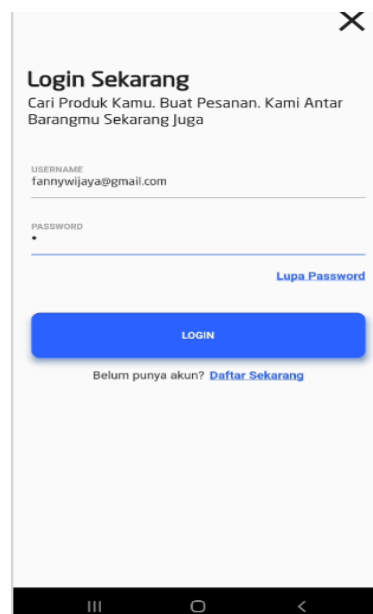 Login Sekarang
Cari Produk Kamu. Buat Pesanan. Kami Antar
Barangmu Sekarang Juga
USERNAME
fannywijaya@gmail.com
PASSWORD
•
Lupa Password
LOGIN
Belum punya akun? Daftar Sekarang